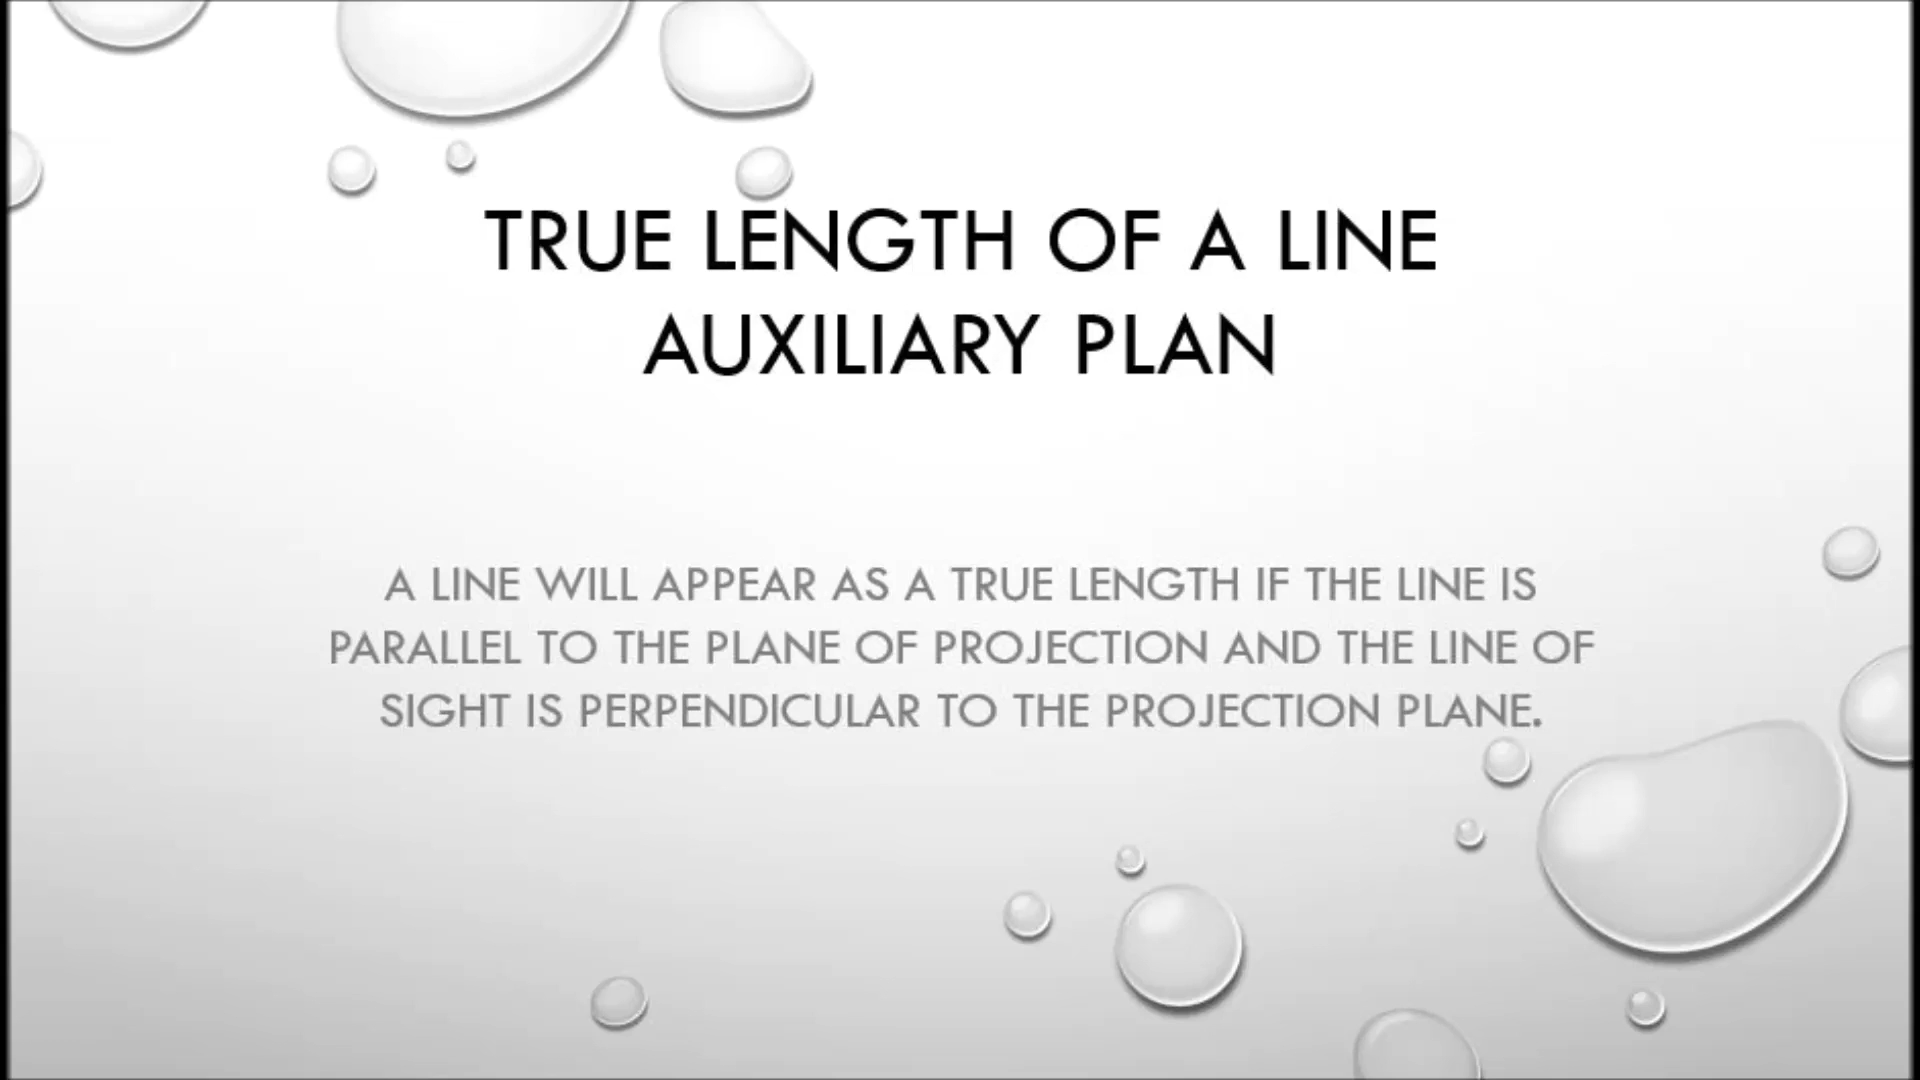 TRUE LENGTH OF A LINE
AUXILIARY PLAN
A LINE WILL APPEAR AS A TRUE LENGTH IF THE LINE IS
PARALLEL TO THE PLANE OF PROJECTION AND THE LINE OF
SIGHT IS PERPENDICULAR TO THE PROJECTION PLANE.